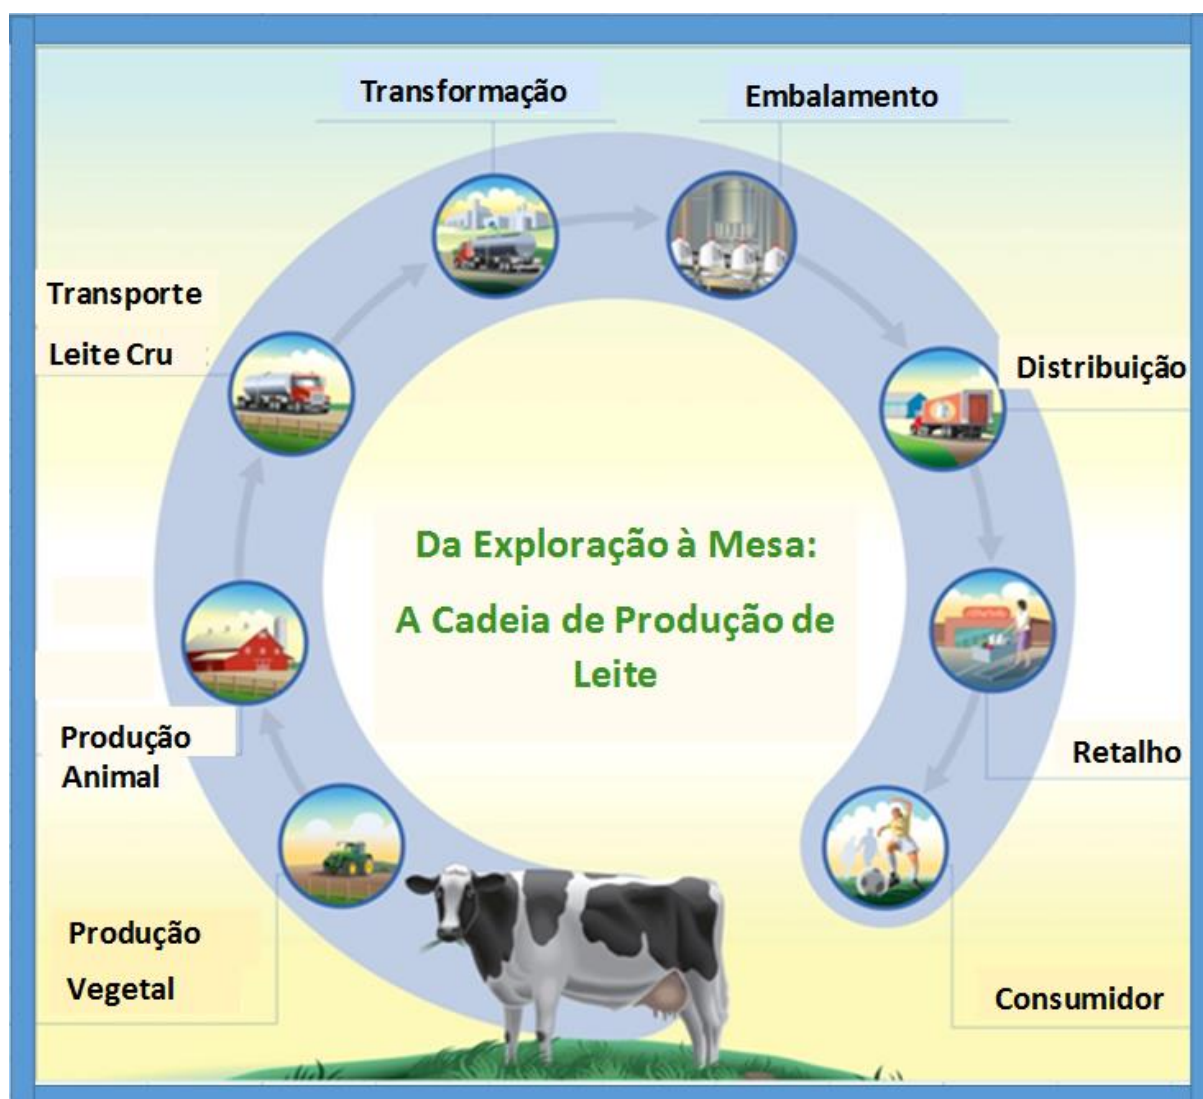 Transformação
Embalamento
Transporte
Leite Cru
Distribuição
Da Exploração à Mesa:
A Cadeia de Produção de
Leite
Produção
Animal
Retalho
Produção
Vegetal
Consumidor